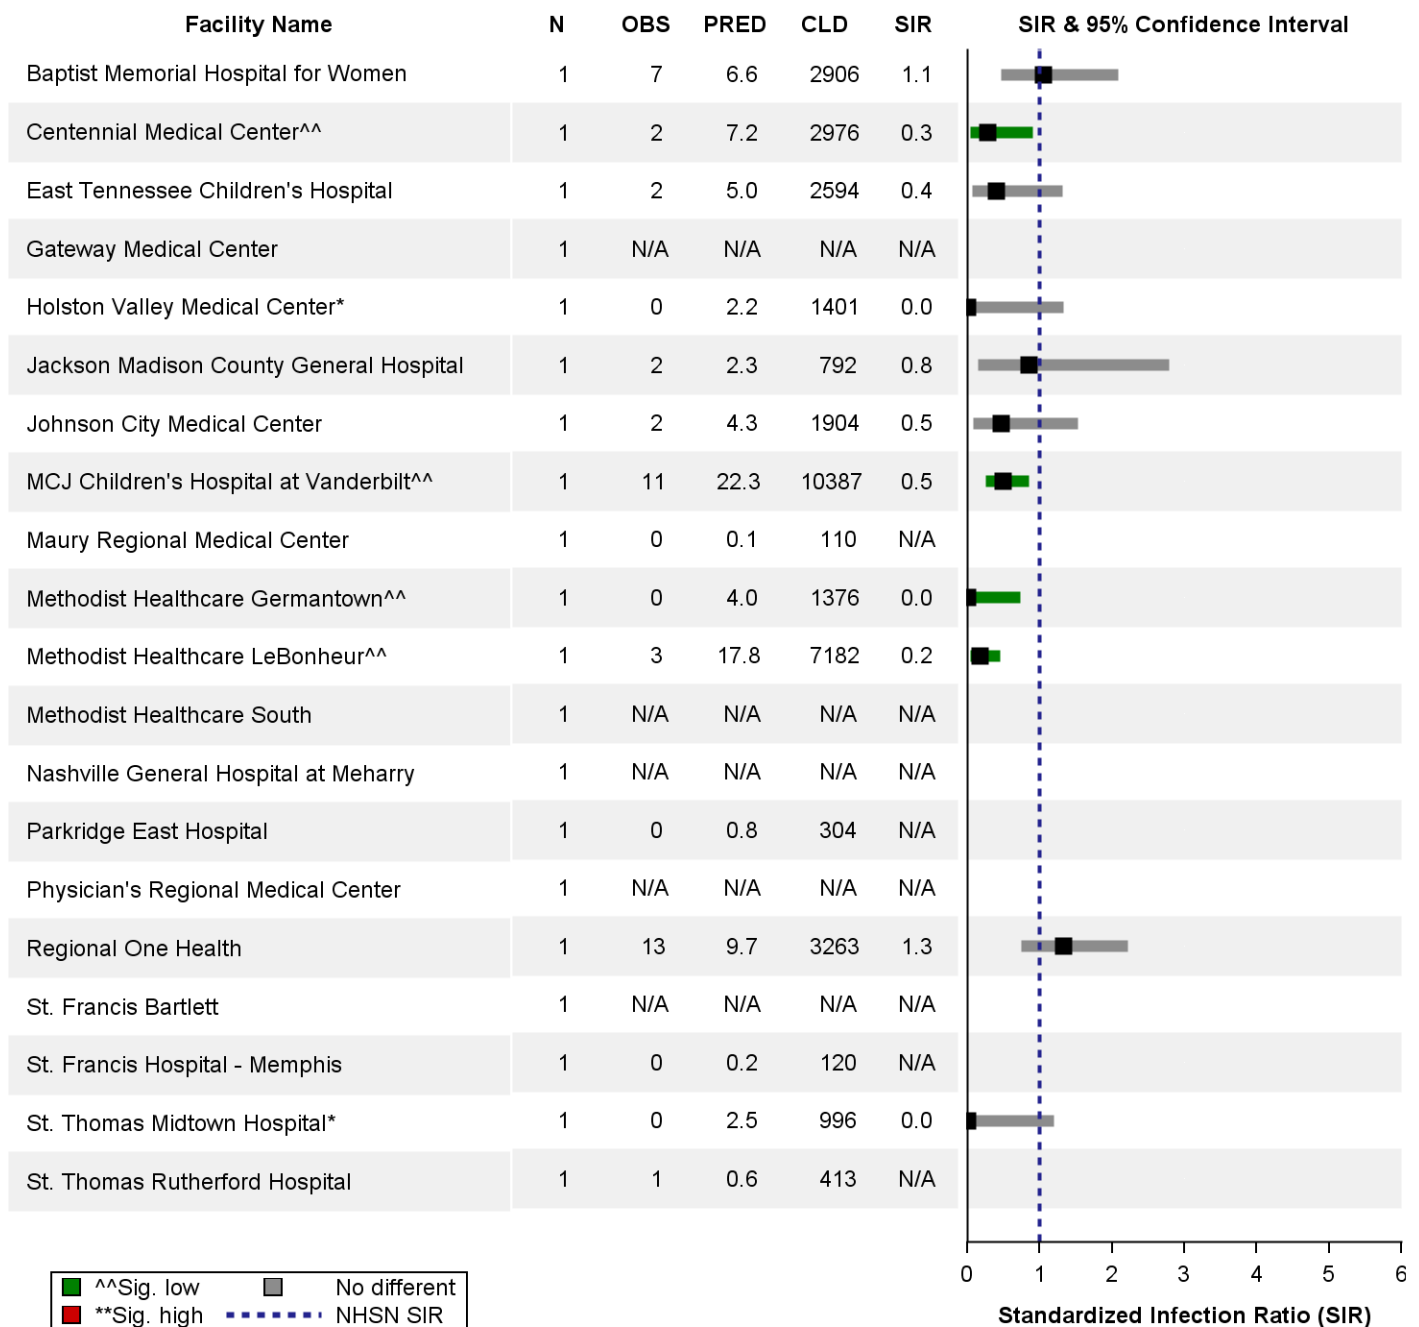 Facility Name N OBS PRED CLD SIR SIR & 95% Confidence Interval
Baptist Memorial Hospital for Women 1 7 6.6 2906 1.1
Centennial Medical Center^^ 1 2 7.2 2976 0.3
East Tennessee Children's Hospital 1 2 5.0 2594 0.4
Gateway Medical Center 1 N/A N/A N/A N/A
Holston Valley Medical Center* 1 0 2.2 1401 0.0
Jackson Madison County General Hospital 1 2 2.3 792 0.8
Johnson City Medical Center 1 2 4.3 1904 0.5
MCJ Children's Hospital at Vanderbilt^^ 1 11 22.3 10387 0.5
Maury Regional Medical Center 1 0 0.1 110 N/A
Methodist Healthcare Germantown^^ 1 0 4.0 1376 0.0
Methodist Healthcare LeBonheur^^ 1 3 17.8 7182 0.2
Methodist Healthcare South 1 N/A N/A N/A N/A
Nashville General Hospital at Meharry 1 N/A N/A N/A N/A
Parkridge East Hospital 1 0 0.8 304 N/A
Physician's Regional Medical Center 1 N/A N/A N/A N/A
Regional One Health 1 13 9.7 3263 1.3
St. Francis Bartlett 1 N/A N/A N/A N/A
St. Francis Hospital - Memphis 1 0 0.2 120 N/A
St. Thomas Midtown Hospital* 1 0 2.5 996 0.0
St. Thomas Rutherford Hospital 1 1 0.6 413 N/A
0 1 2 3 4 5 6
Standardized Infection Ratio (SIR)
^^Sig. low No different
**Sig. high NHSN SIR